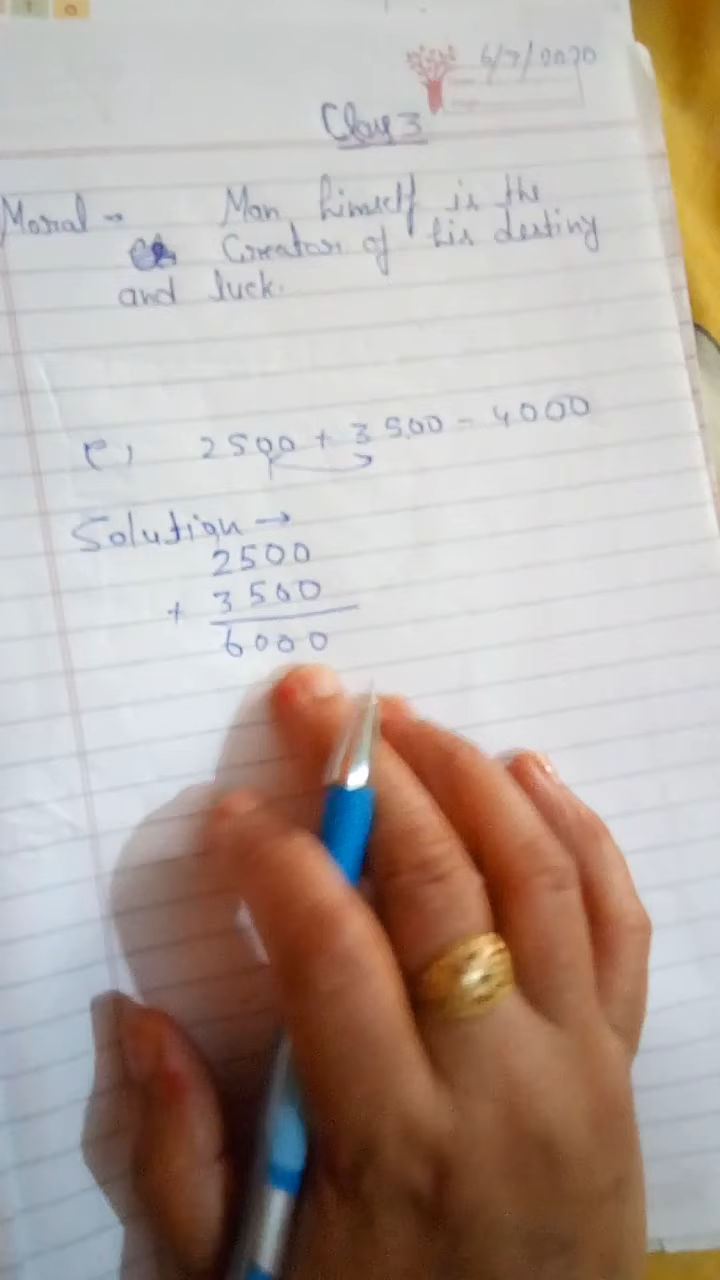 6/7/2020
Class 3
Moral → Man himself is the
Creator of his destiny
and luck.
e) 2500 + 3500 - 4000
Solution →
2500
+ 3500
6000